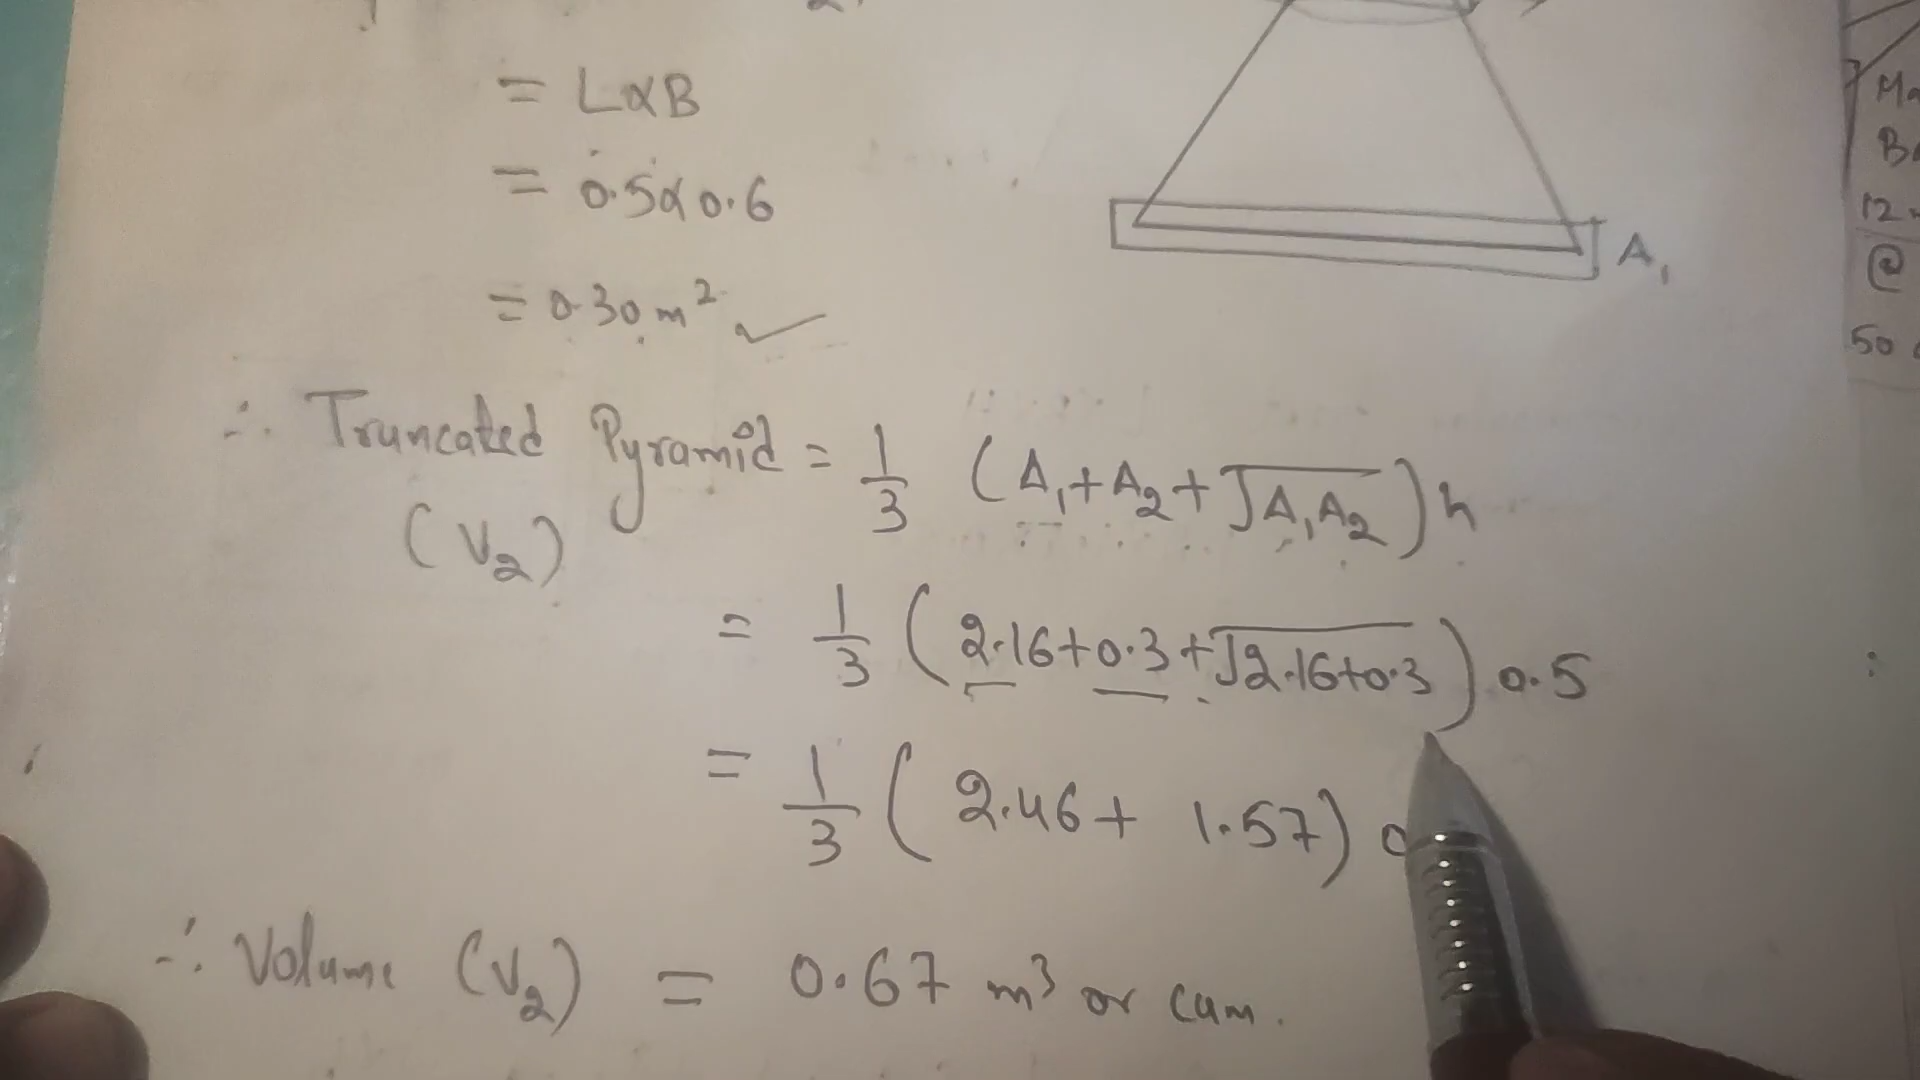 = L x B
= 0.5 x 0.6
= 0.30 m²
A₁
∴ Truncated Pyramid = 1/3 (A₁+A₂+√A₁A₂) h
(V₂)
= 1/3 (2.16+0.3+√2.16+0.3) 0.5
= 1/3 (2.46+ 1.57)
∴ Volume (V₂) = 0.67 m³ or cum.
12
@
50